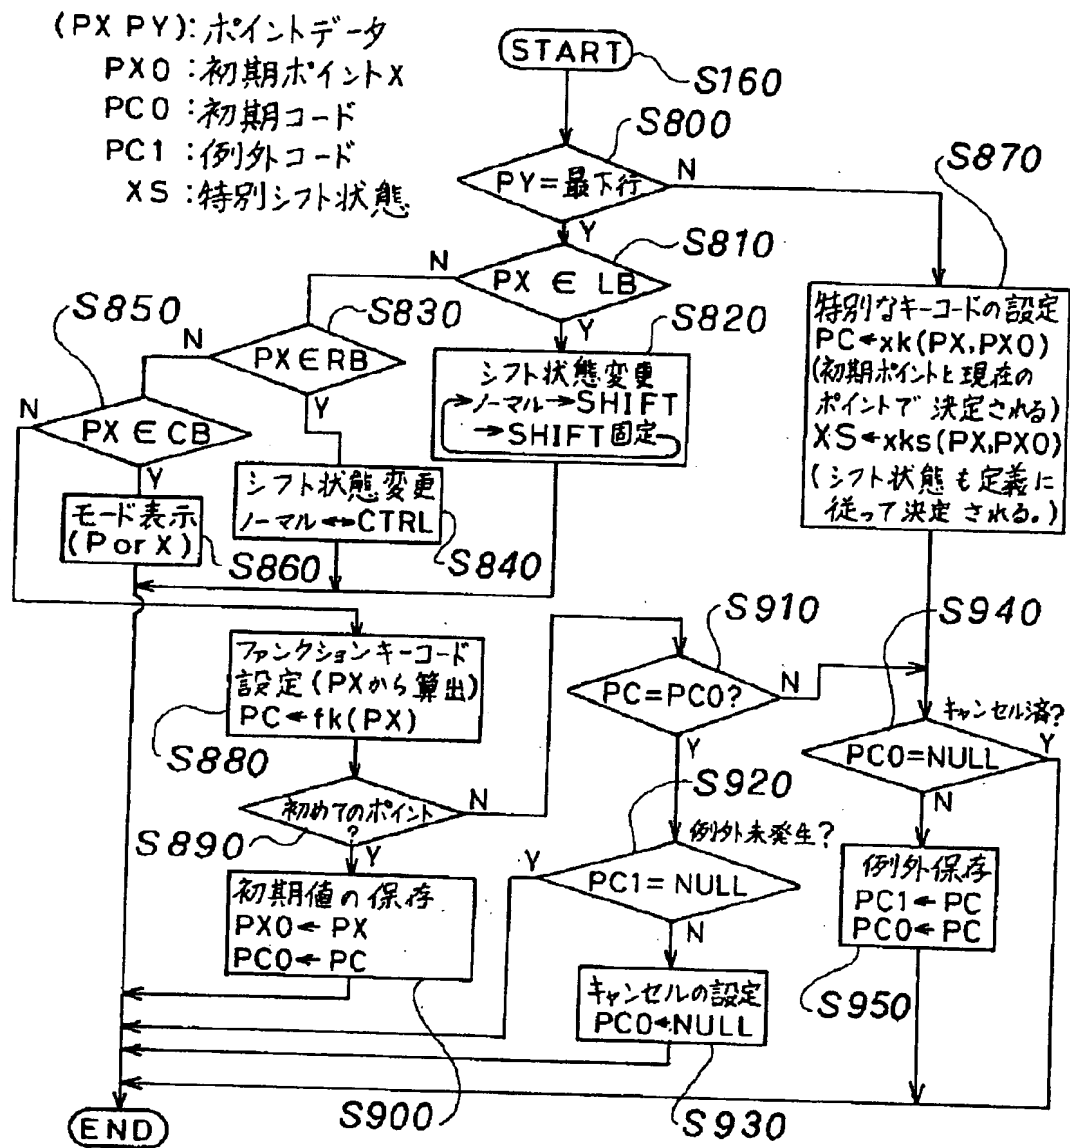 (PX PY):ポイントデータ
PX0:初期ポイントX
PC0:初期コード
PC1:例外コード
XS:特別シフト状態
START
S160
S800
PY=最下行
N
Y
S870
特別なキーコードの設定
PC←xk(PX,PX0)
(初期ポイントと現在の
ポイントで決定される)
XS←xks(PX,PX0)
(シフト状態も定義に
従って決定される。)
S810
PX ∈ LB
N
Y
S820
シフト状態変更
ノーマル→SHIFT
→SHIFT固定
S830
PX∈RB
N
Y
シフト状態変更
ノーマル↔CTRL
S840
S850
PX∈CB
N
Y
モード表示
(P or X)
S860
ファンクションキーコード
設定(PXから算出)
PC←fk(PX)
S880
初めてのポイント
?
N
Y
S890
初期値の保存
PX0←PX
PC0←PC
S900
S910
PC=PC0?
N
Y
S920
例外未発生?
PC1=NULL
Y
N
キャンセルの設定
PC0←NULL
S930
S940
キャンセル済?
PC0=NULL
Y
N
例外保存
PC1←PC
PC0←PC
S950
END